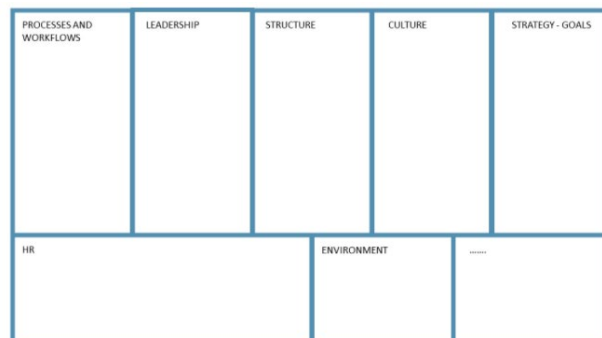 PROCESSES AND
WORKFLOWS
LEADERSHIP
STRUCTURE
CULTURE
STRATEGY - GOALS
HR
ENVIRONMENT
.......